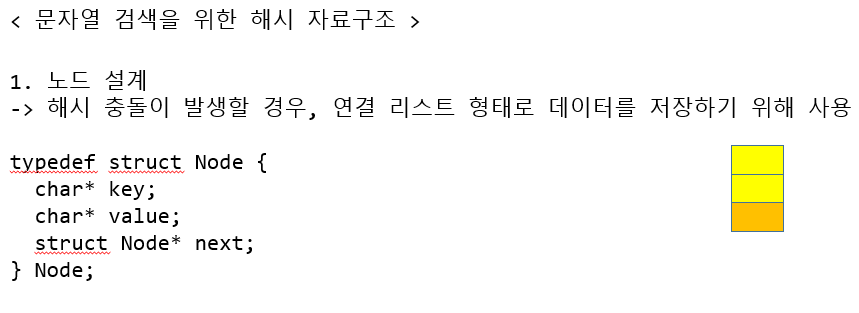 < 문자열 검색을 위한 해시 자료구조 >
1. 노드 설계
-> 해시 충돌이 발생할 경우, 연결 리스트 형태로 데이터를 저장하기 위해 사용
typedef struct Node {
  char* key;
  char* value;
  struct Node* next;
} Node;